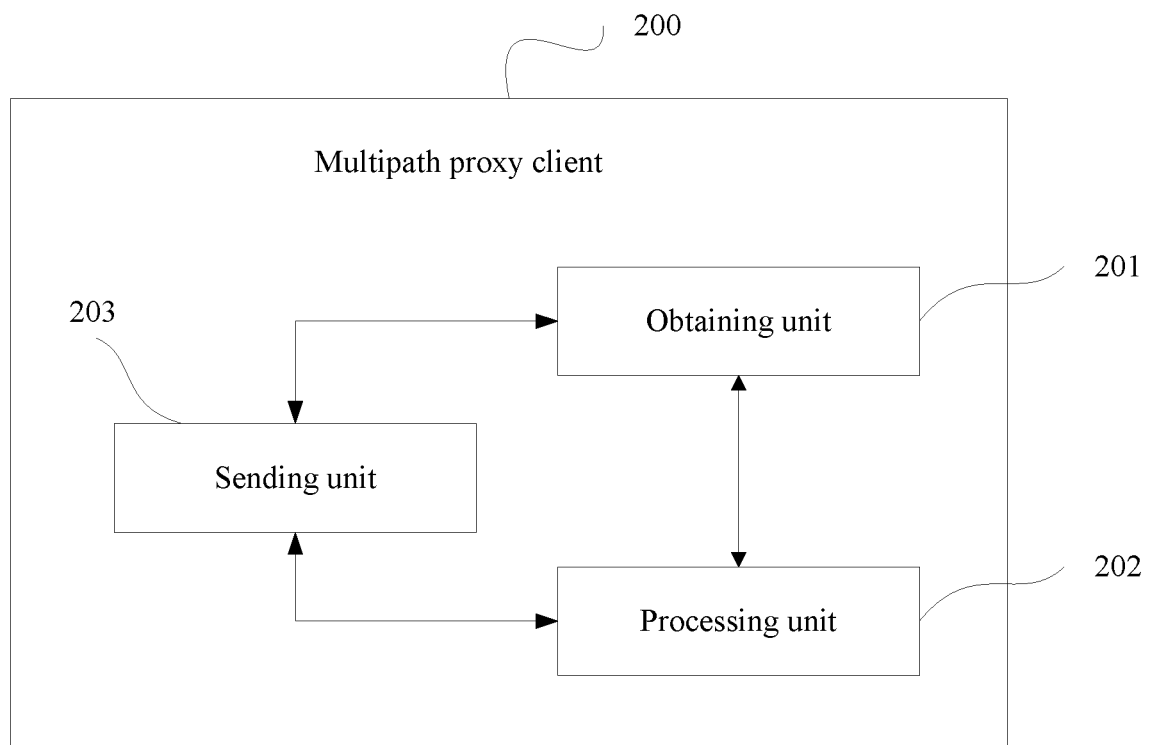 200
Multipath proxy client
201
Obtaining unit
203
Sending unit
202
Processing unit